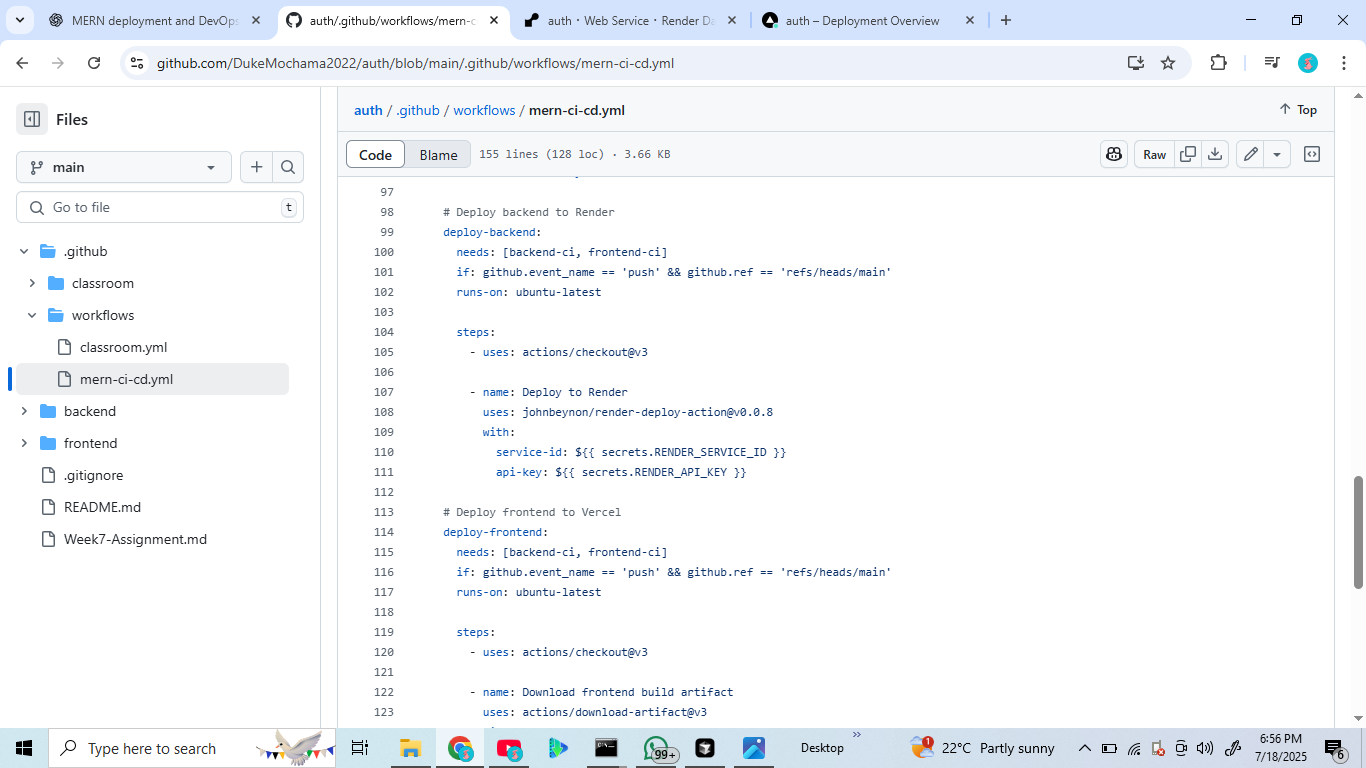 MERN deployment and DevOps
auth/.github/workflows/mern-c
auth · Web Service · Render Da
auth – Deployment Overview
github.com/DukeMochama2022/auth/blob/main/.github/workflows/mern-ci-cd.yml
Files
main
Go to file
t
.github
classroom
workflows
classroom.yml
mern-ci-cd.yml
backend
frontend
.gitignore
README.md
Week7-Assignment.md
auth / .github / workflows / mern-ci-cd.yml
Top
Code Blame 155 lines (128 loc) · 3.66 KB
Raw
97
98 # Deploy backend to Render
99 deploy-backend:
100 needs: [backend-ci, frontend-ci]
101 if: github.event_name == 'push' && github.ref == 'refs/heads/main'
102 runs-on: ubuntu-latest
103
104 steps:
105 - uses: actions/checkout@v3
106
107 - name: Deploy to Render
108 uses: johnbeynon/render-deploy-action@v0.0.8
109 with:
110 service-id: ${{ secrets.RENDER_SERVICE_ID }}
111 api-key: ${{ secrets.RENDER_API_KEY }}
112
113 # Deploy frontend to Vercel
114 deploy-frontend:
115 needs: [backend-ci, frontend-ci]
116 if: github.event_name == 'push' && github.ref == 'refs/heads/main'
117 runs-on: ubuntu-latest
118
119 steps:
120 - uses: actions/checkout@v3
121
122 - name: Download frontend build artifact
123 uses: actions/download-artifact@v3
Type here to search
99+
Desktop
1
22°C Partly sunny
6:56 PM
7/18/2025
6